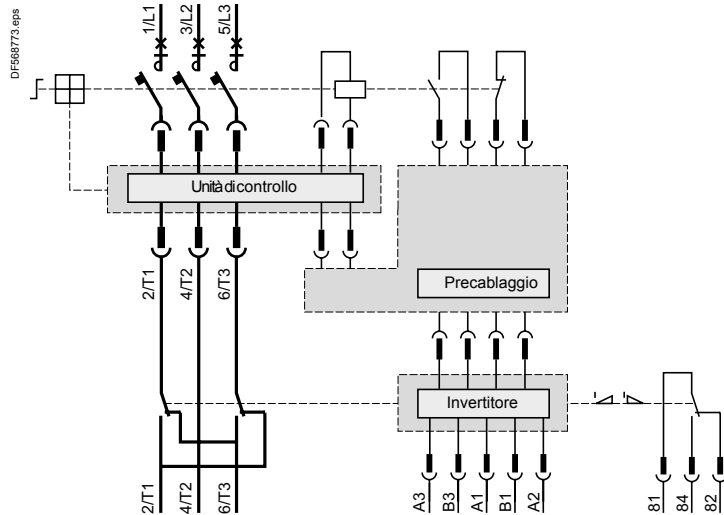 DF568773.eps
1/L1
3/L2
5/L3
Unità di controllo
2/T1
4/T2
6/T3
Precablaggio
Invertitore
2/T1
4/T2
6/T3
A3
B3
A1
B1
A2
81
84
82